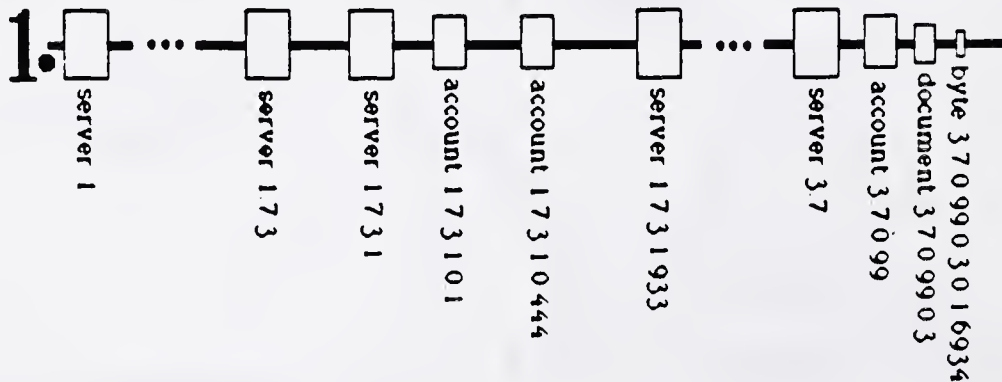 1.
server 1
server 1.7 3
server 1 7 3 1
account 1 7 3 1 0 1
account 1 7 3 1 0 444
server 1 7 3 1 933
server 3.7
account 3.7 0 99
document 3 7 0 99 0 3
byte 3 7 0 99 0 3 0 1 6934